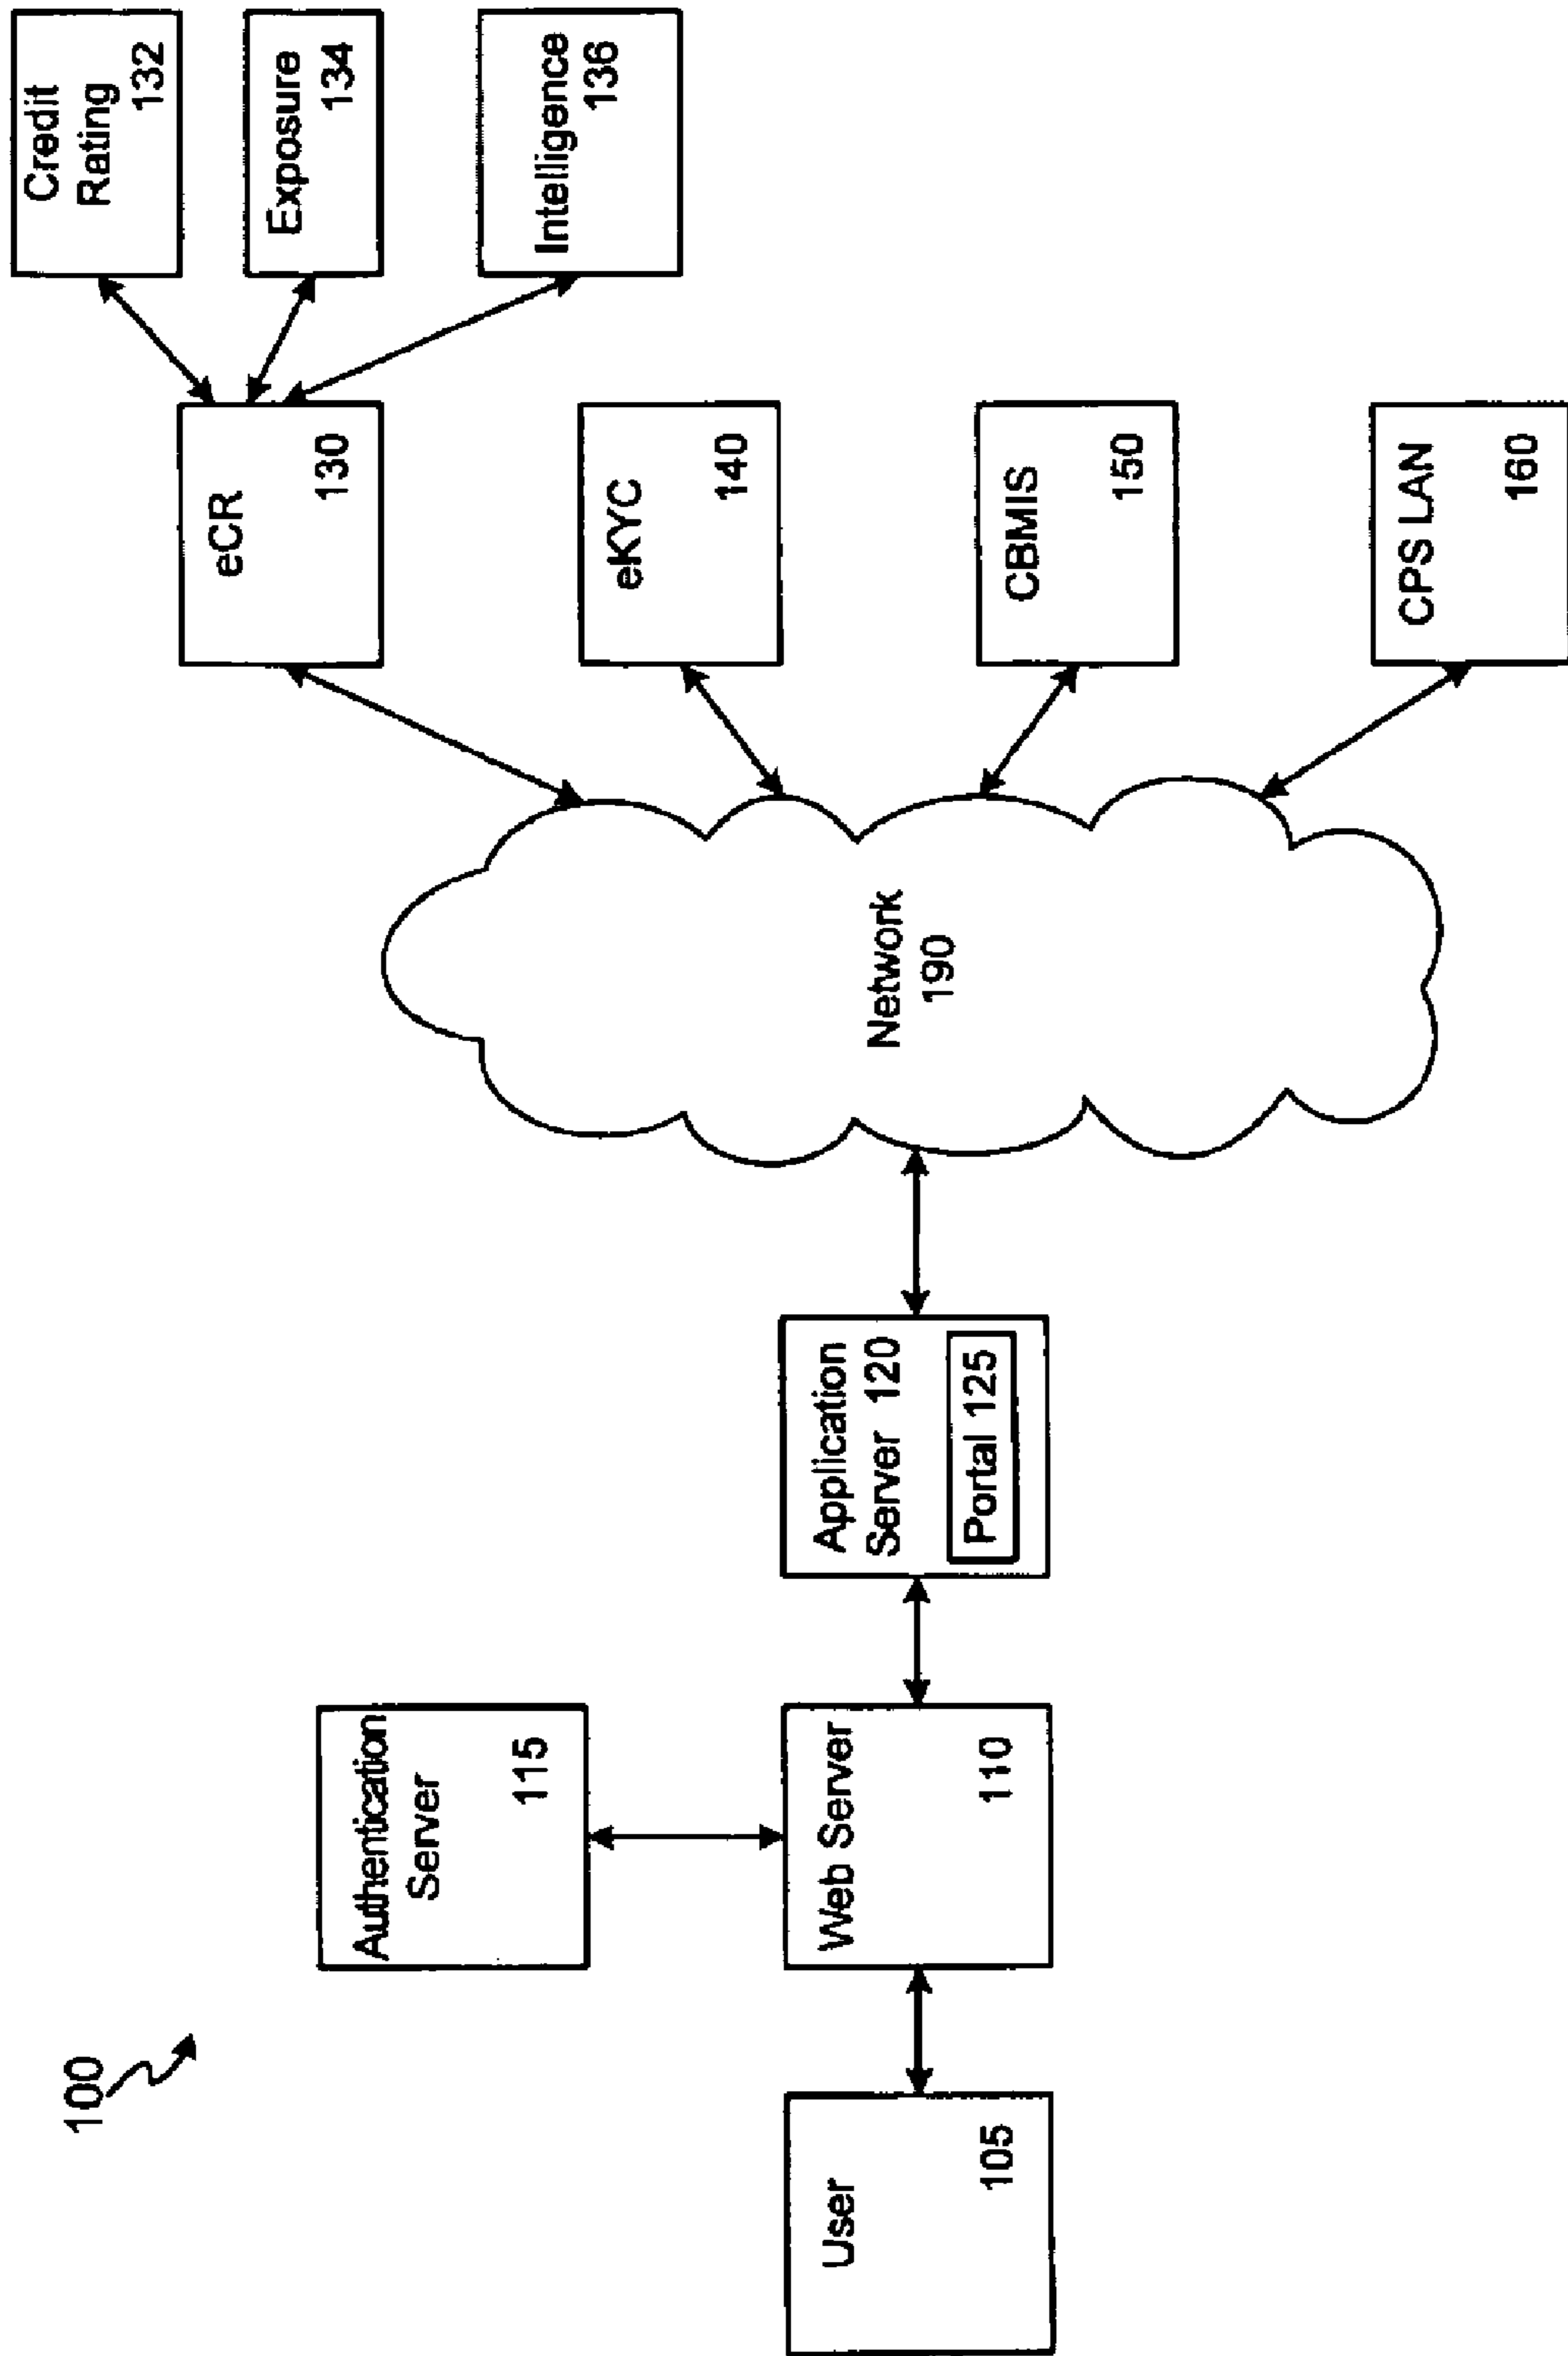 100
User
105
Authentication
Server
115
Web Server
110
Application
Server 120
Portal 125
Network
190
eCR
130
eKYC
140
CBMIS
150
CPS LAN
160
Credit
Rating
132
Exposure
134
Intelligence
136